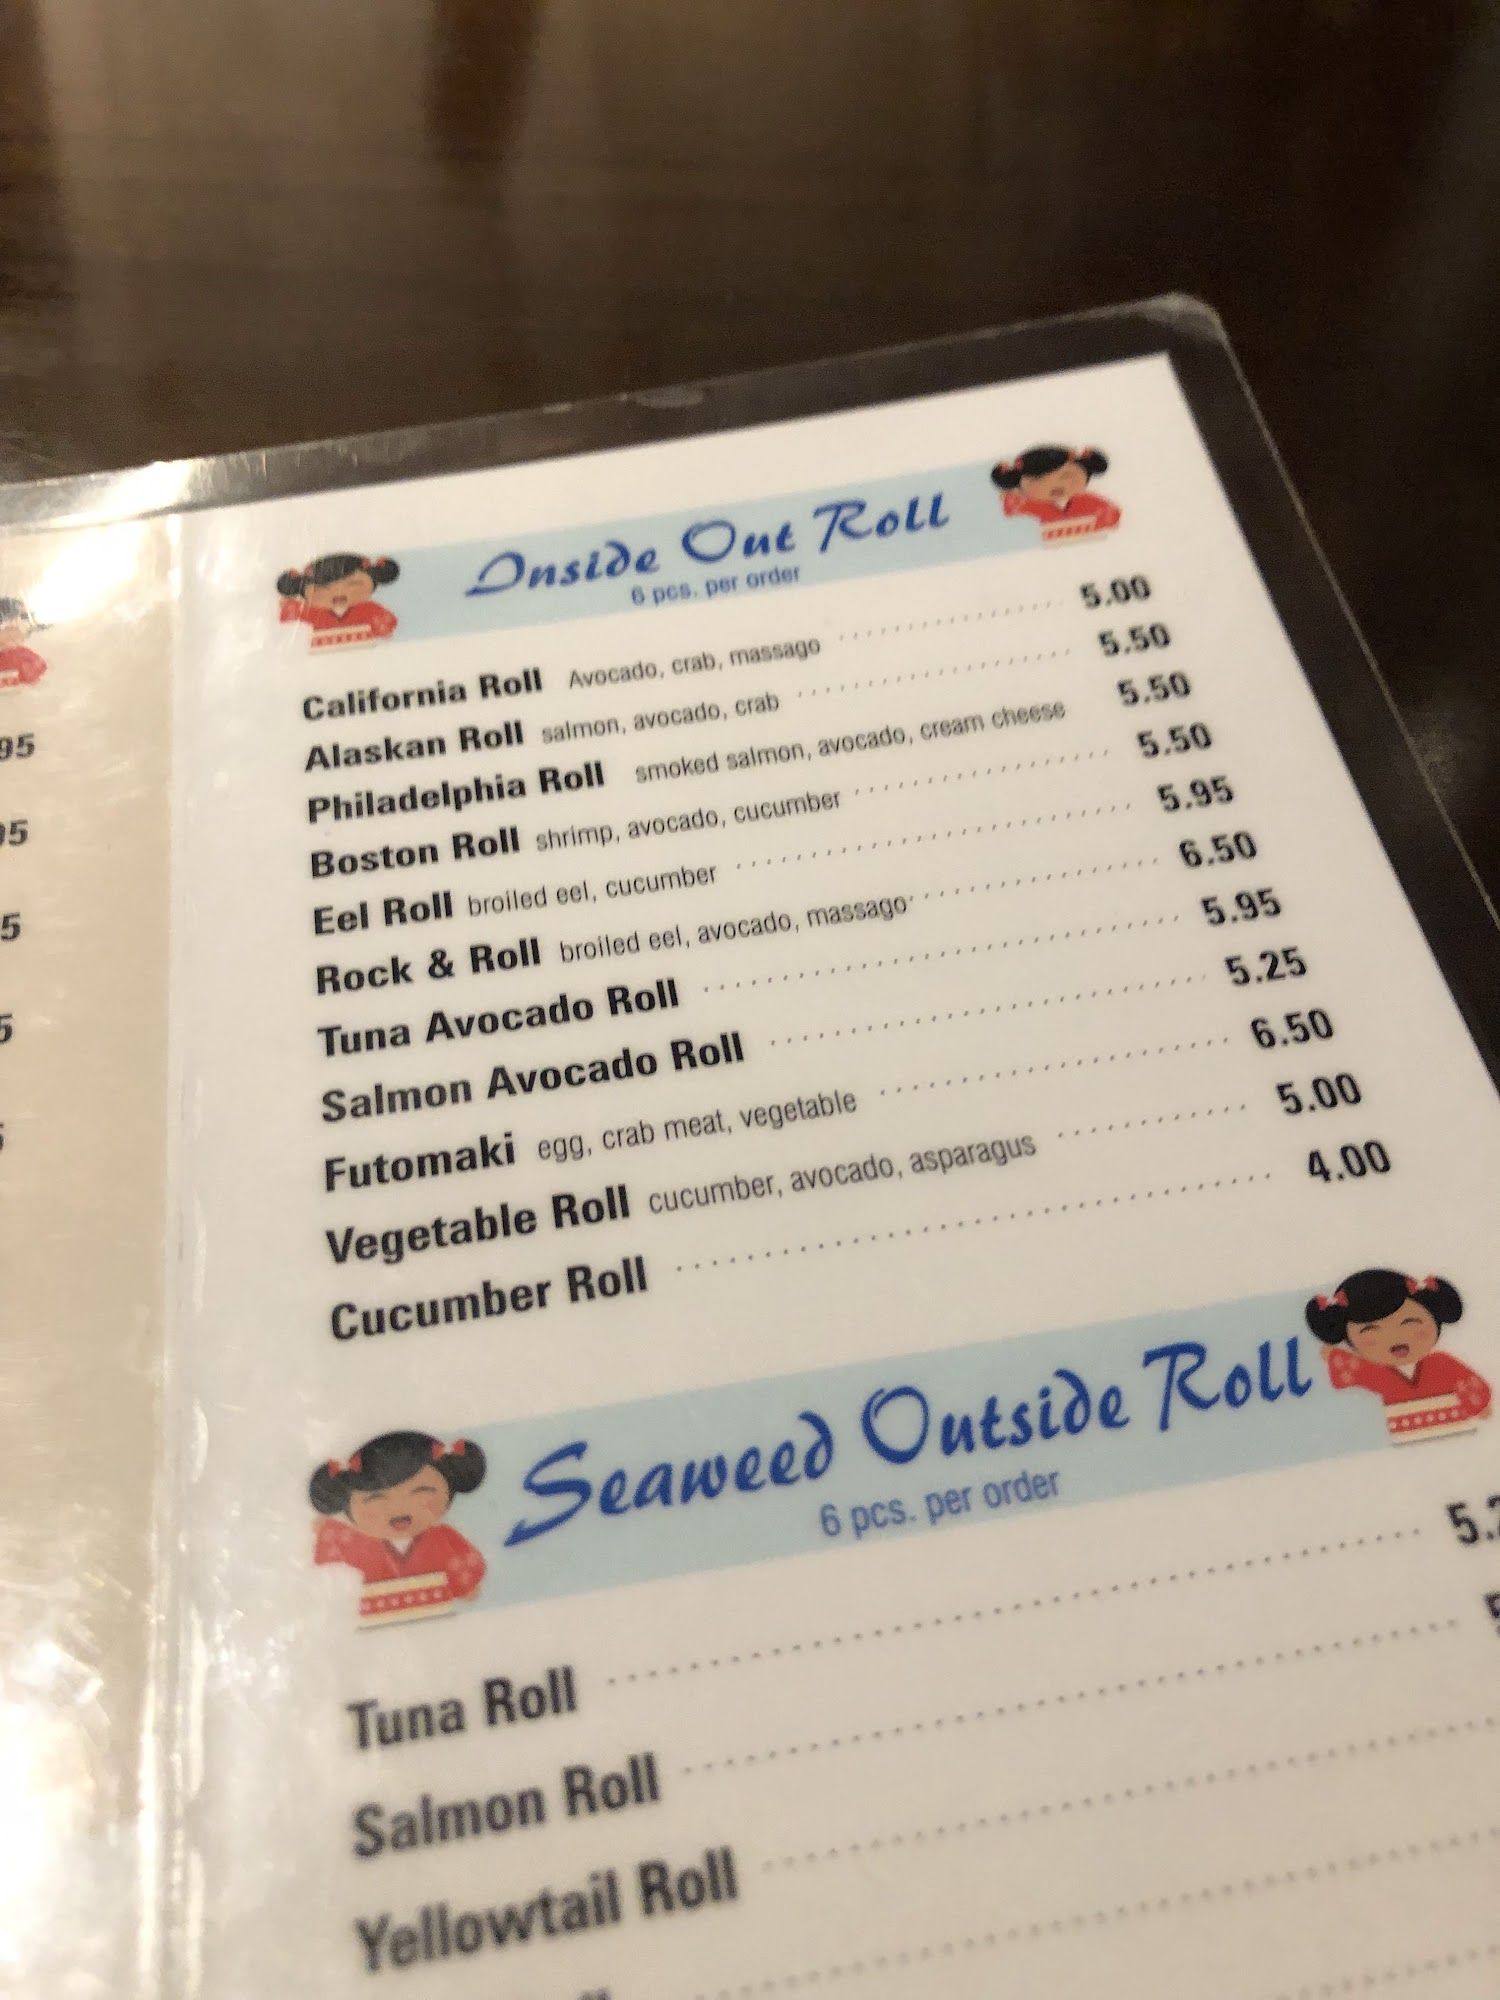 Inside Out Roll
6 pcs. per order
California Roll Avocado, crab, massago 5.00
Alaskan Roll salmon, avocado, crab 5.50
Philadelphia Roll smoked salmon, avocado, cream cheese 5.50
Boston Roll shrimp, avocado, cucumber 5.50
Eel Roll broiled eel, cucumber 5.95
Rock & Roll broiled eel, avocado, massago 6.50
Tuna Avocado Roll 5.95
Salmon Avocado Roll 5.25
Futomaki egg, crab meat, vegetable 6.50
Vegetable Roll cucumber, avocado, asparagus 5.00
Cucumber Roll 4.00
Seaweed Outside Roll
6 pcs. per order
Tuna Roll
Salmon Roll
Yellowtail Roll